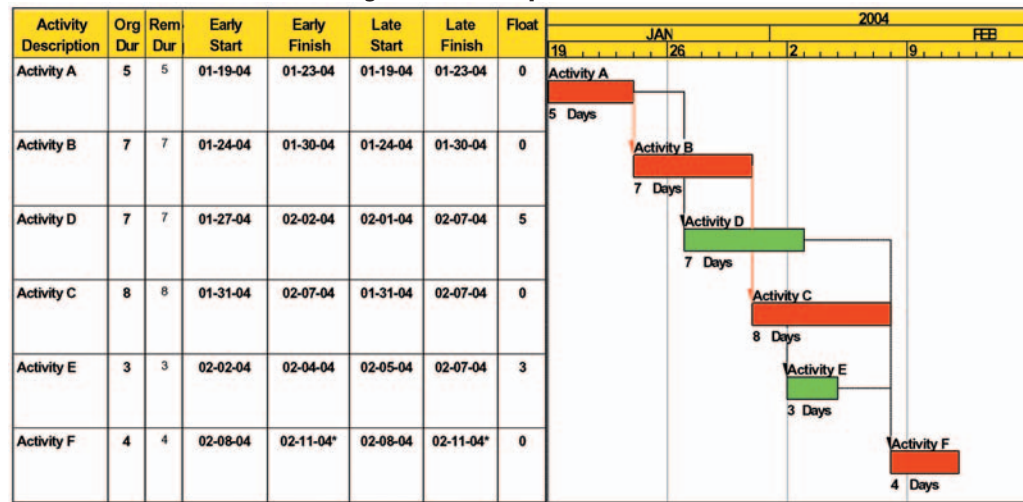 Activity Description Org Dur Rem Dur Early Start Early Finish Late Start Late Finish Float
2004
JAN FEB
19 26 2 9
Activity A 5 5 01-19-04 01-23-04 01-19-04 01-23-04 0
Activity A
5 Days
Activity B 7 7 01-24-04 01-30-04 01-24-04 01-30-04 0
Activity B
7 Days
Activity D 7 7 01-27-04 02-02-04 02-01-04 02-07-04 5
Activity D
7 Days
Activity C 8 8 01-31-04 02-07-04 01-31-04 02-07-04 0
Activity C
8 Days
Activity E 3 3 02-02-04 02-04-04 02-05-04 02-07-04 3
Activity E
3 Days
Activity F 4 4 02-08-04 02-11-04* 02-08-04 02-11-04* 0
Activity F
4 Days